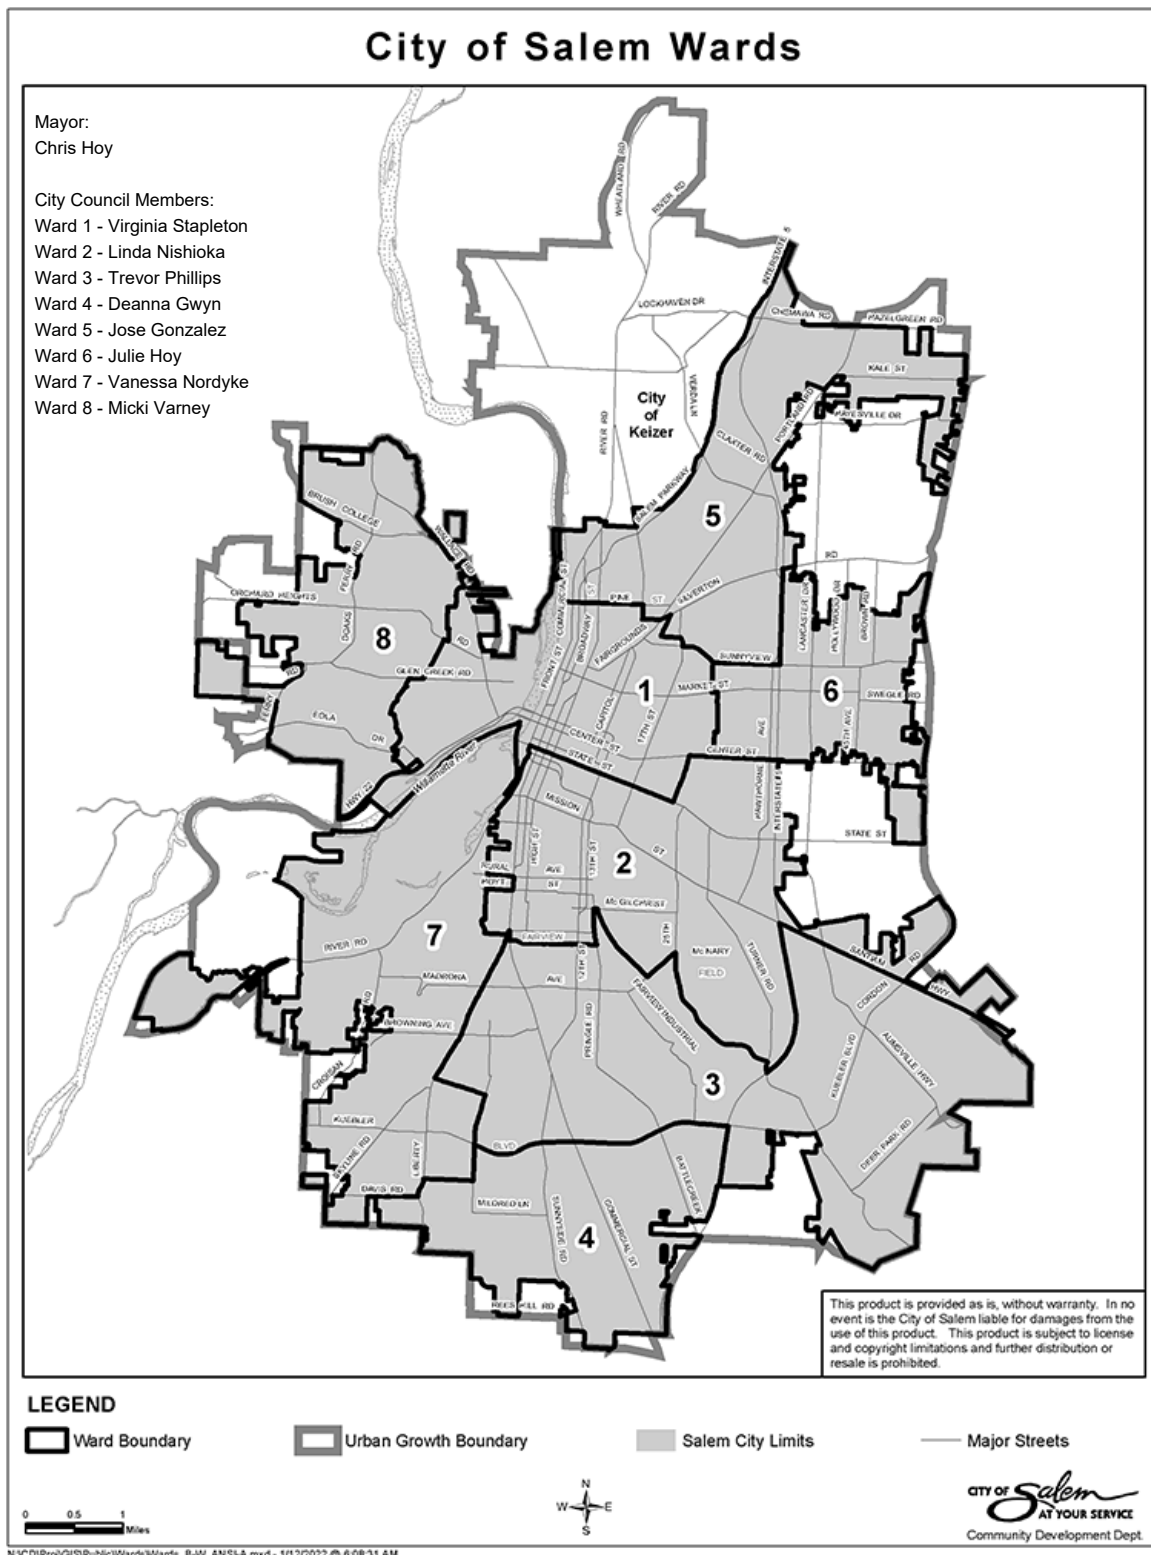 City of Salem Wards
Mayor:
Chris Hoy
City Council Members:
Ward 1 - Virginia Stapleton
Ward 2 - Linda Nishioka
Ward 3 - Trevor Phillips
Ward 4 - Deanna Gwyn
Ward 5 - Jose Gonzalez
Ward 6 - Julie Hoy
Ward 7 - Vanessa Nordyke
Ward 8 - Micki Varney
WHEATLAND RD
RIVER RD
INTERSTATE 5
LOCKHAVEN DR
CHEMAWA RD
HAZELGREEN RD
KALE ST
City
of
Keizer
VERDA LN
RIVER RD
PORTLAND RD
HAYESVILLE DR
CLAXTER RD
SALEM PARKWAY
5
BRUSH COLLEGE
RD
WALLACE RD
DOAKS FERRY RD
ORCHARD HEIGHTS
RD
8
GLEN CREEK RD
RD
FERRY
EOLA
DR
HWY 22
Willamette River
COMMERCIAL ST
PINE ST
ST
SILVERTON
RD
BROADWAY
FAIRGROUNDS
FRONT ST
LANCASTER DR
HOLLYWOOD DR
BROWN RD
SUNNYVIEW
1
MARKET ST
6
SWEGLE RD
CAPITOL
17TH ST
45TH AVE
CENTER ST
STATE ST
CENTER ST
HAWTHORNE AVE
INTERSTATE 5
STATE ST
MISSION
ST
HIGH ST
13TH ST
2
RURAL
AVE
HOYT
ST
McGILCHRIST
25TH
McNARY
FIELD
TURNER RD
FAIRVIEW
7
RIVER RD
MADRONA
AVE
12TH ST
FAIRVIEW INDUSTRIAL
SANTIAM
HWY
CORDON
RD
RD
BROWNING AVE
PRINGLE RD
CROISAN
3
KUEBLER BLVD
AUMSVILLE HWY
KUEBLER
BLVD
SKYLINE RD
LIBERTY
DEER PARK RD
DAVIS RD
MILDRED LN
BATTLECREEK
SUNNYSIDE RD
COMMERCIAL ST
4
REES HILL RD
This product is provided as is, without warranty. In no
event is the City of Salem liable for damages from the
use of this product. This product is subject to license
and copyright limitations and further distribution or
resale is prohibited.
LEGEND
Ward Boundary
Urban Growth Boundary
Salem City Limits
Major Streets
0 0.5 1
Miles
N
W E
S
CITY OF Salem
AT YOUR SERVICE
Community Development Dept.